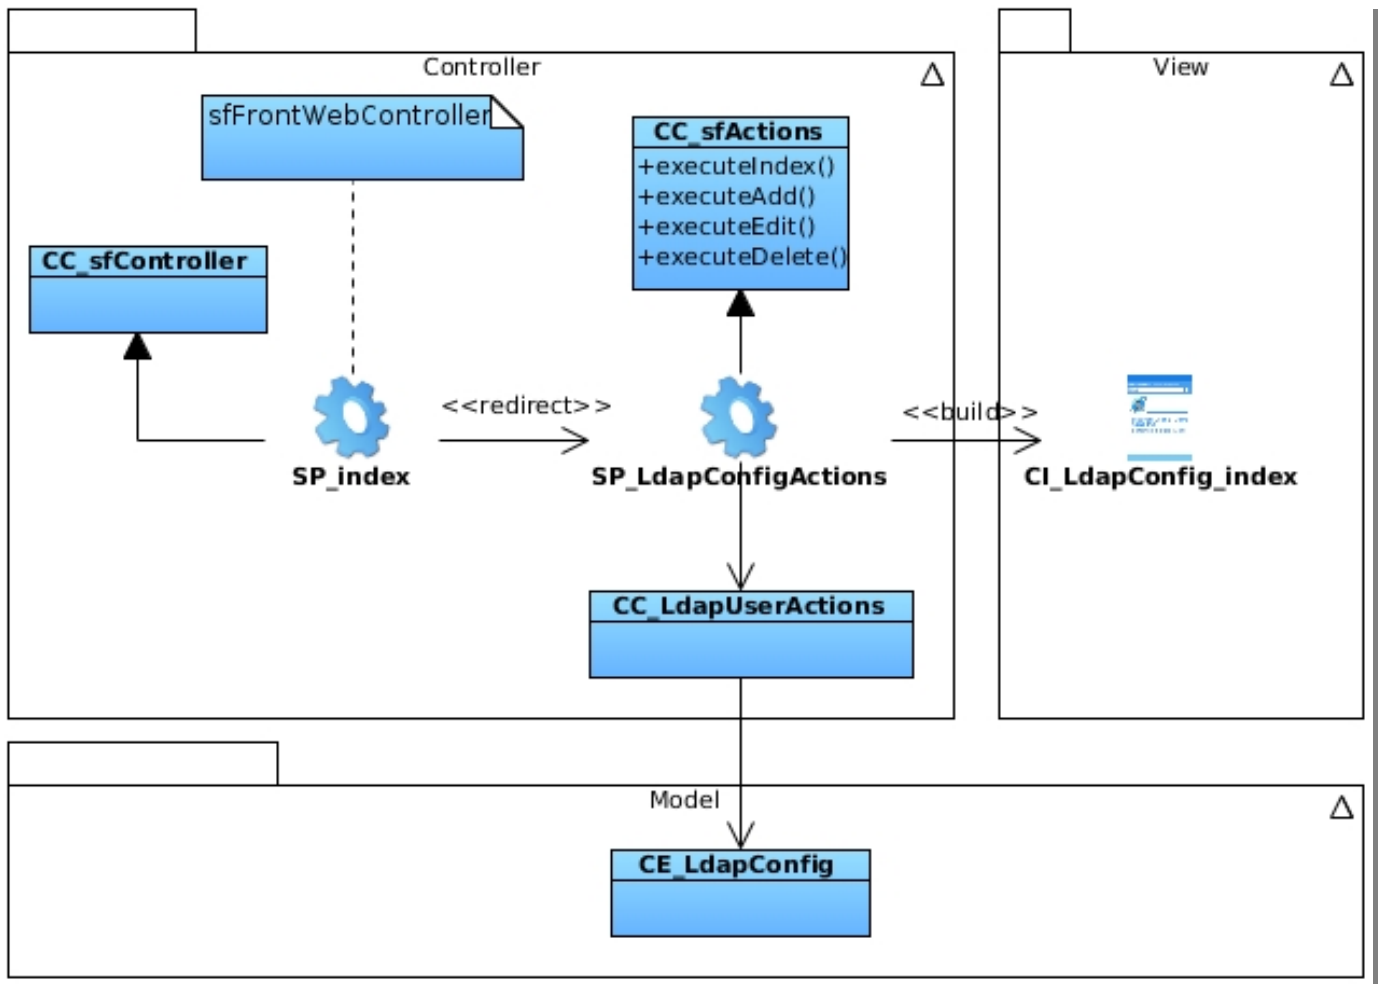 Controller
View
sfFrontWebController
CC_sfActions
+executeIndex()
+executeAdd()
+executeEdit()
+executeDelete()
CC_sfController
<<redirect>>
<<build>>
SP_index
SP_LdapConfigActions
CI_LdapConfig_index
CC_LdapUserActions
Model
CE_LdapConfig